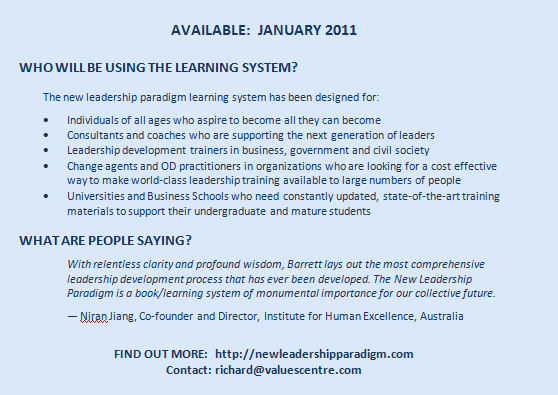 AVAILABLE: JANUARY 2011
WHO WILL BE USING THE LEARNING SYSTEM?
The new leadership paradigm learning system has been designed for:
• Individuals of all ages who aspire to become all they can become
• Consultants and coaches who are supporting the next generation of leaders
• Leadership development trainers in business, government and civil society
• Change agents and OD practitioners in organizations who are looking for a cost effective
way to make world-class leadership training available to large numbers of people
• Universities and Business Schools who need constantly updated, state-of-the-art training
materials to support their undergraduate and mature students
WHAT ARE PEOPLE SAYING?
With relentless clarity and profound wisdom, Barrett lays out the most comprehensive
leadership development process that has ever been developed. The New Leadership
Paradigm is a book/learning system of monumental importance for our collective future.
— Niran Jiang, Co-founder and Director, Institute for Human Excellence, Australia
FIND OUT MORE: http://newleadershipparadigm.com
Contact: richard@valuescentre.com